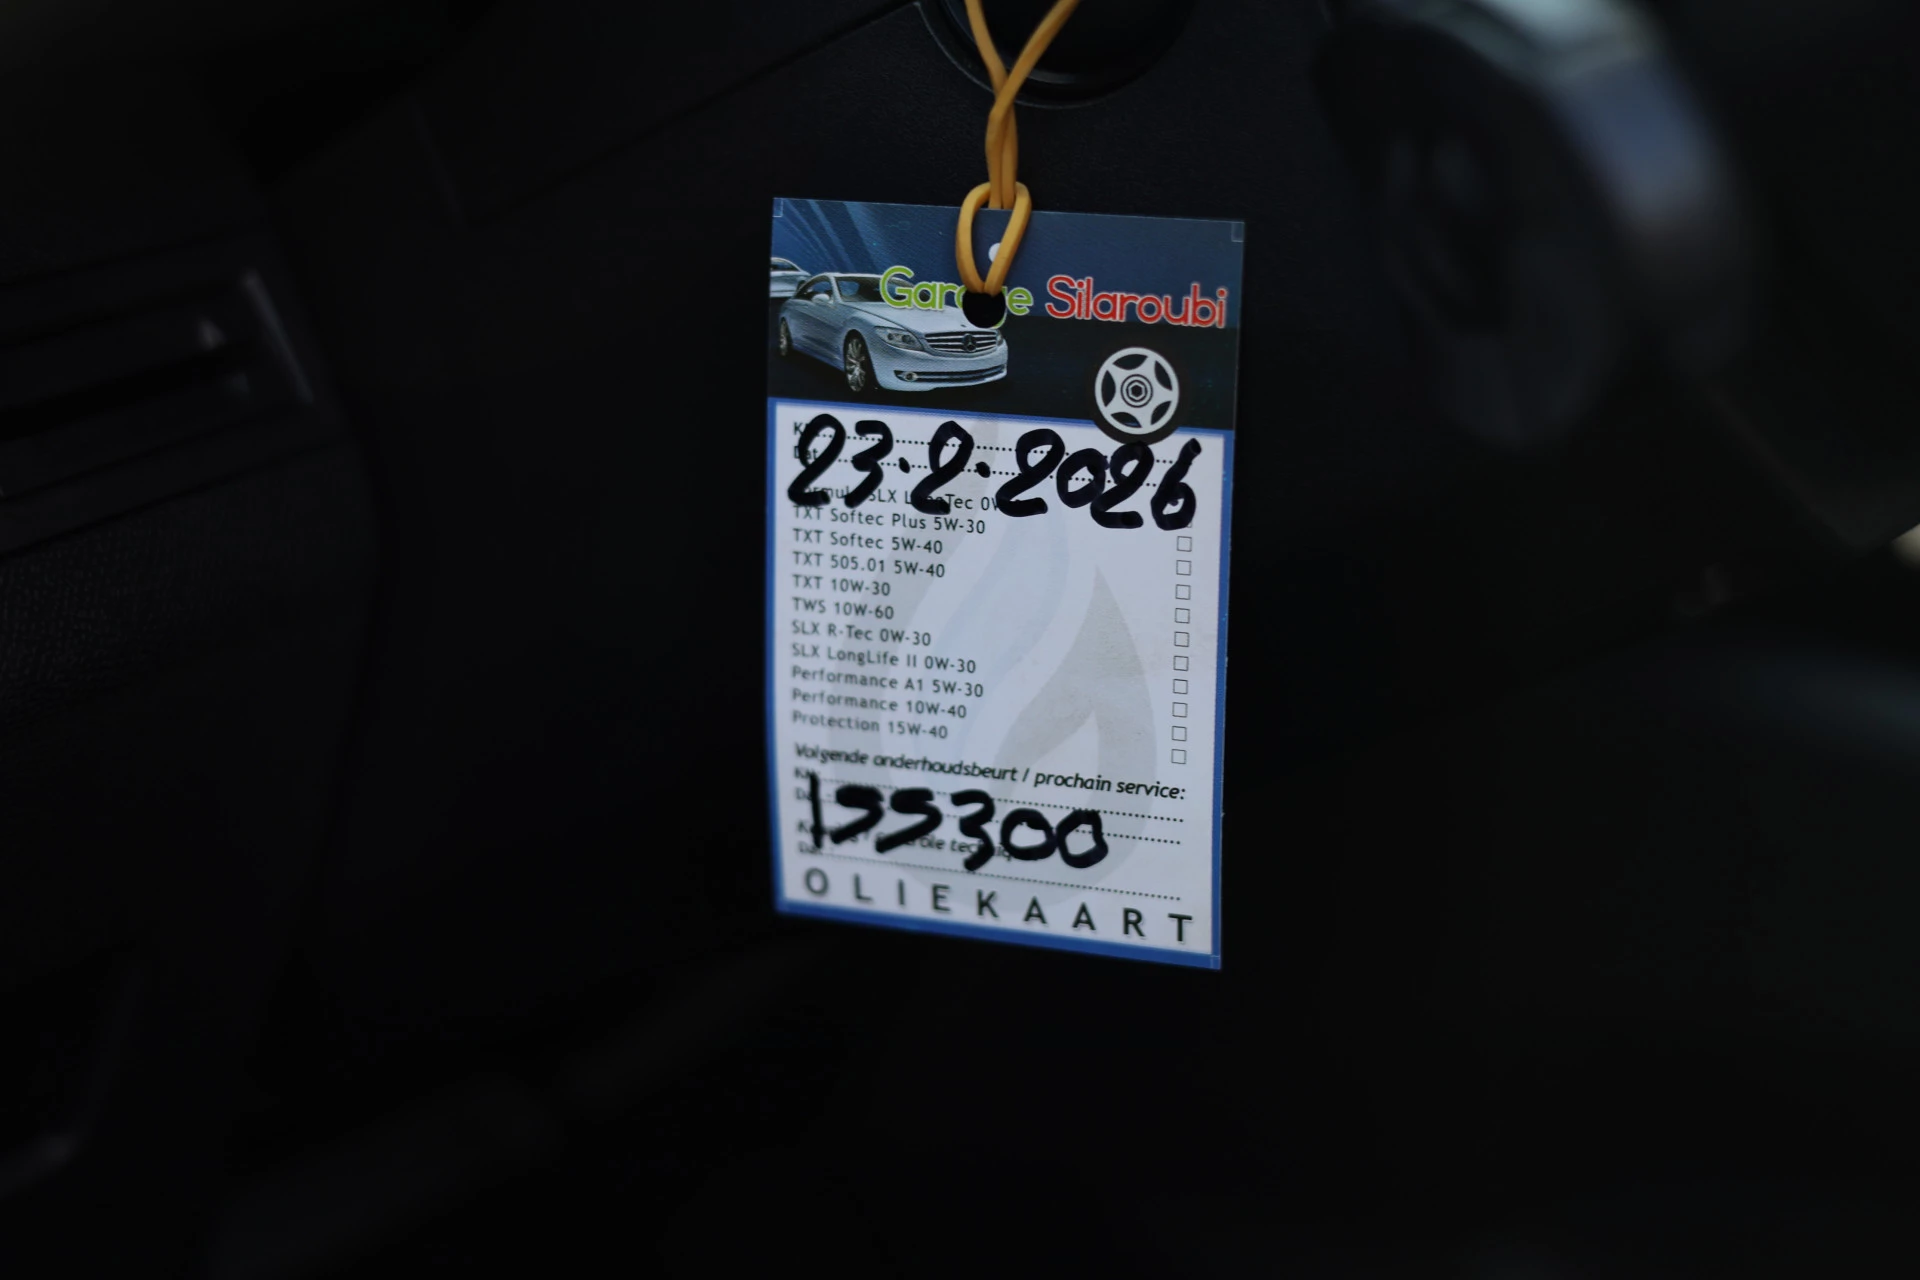 Garage Silaroubi
23·2·2026
TXT Softec Plus 5W-30
TXT Softec 5W-40
TXT 505.01 5W-40
TXT 10W-30
TWS 10W-60
SLX R-Tec 0W-30
SLX LongLife II 0W-30
Performance A1 5W-30
Performance 10W-40
Protection 15W-40
Volgende onderhoudsbeurt / prochain service:
155300
OLIEKAART